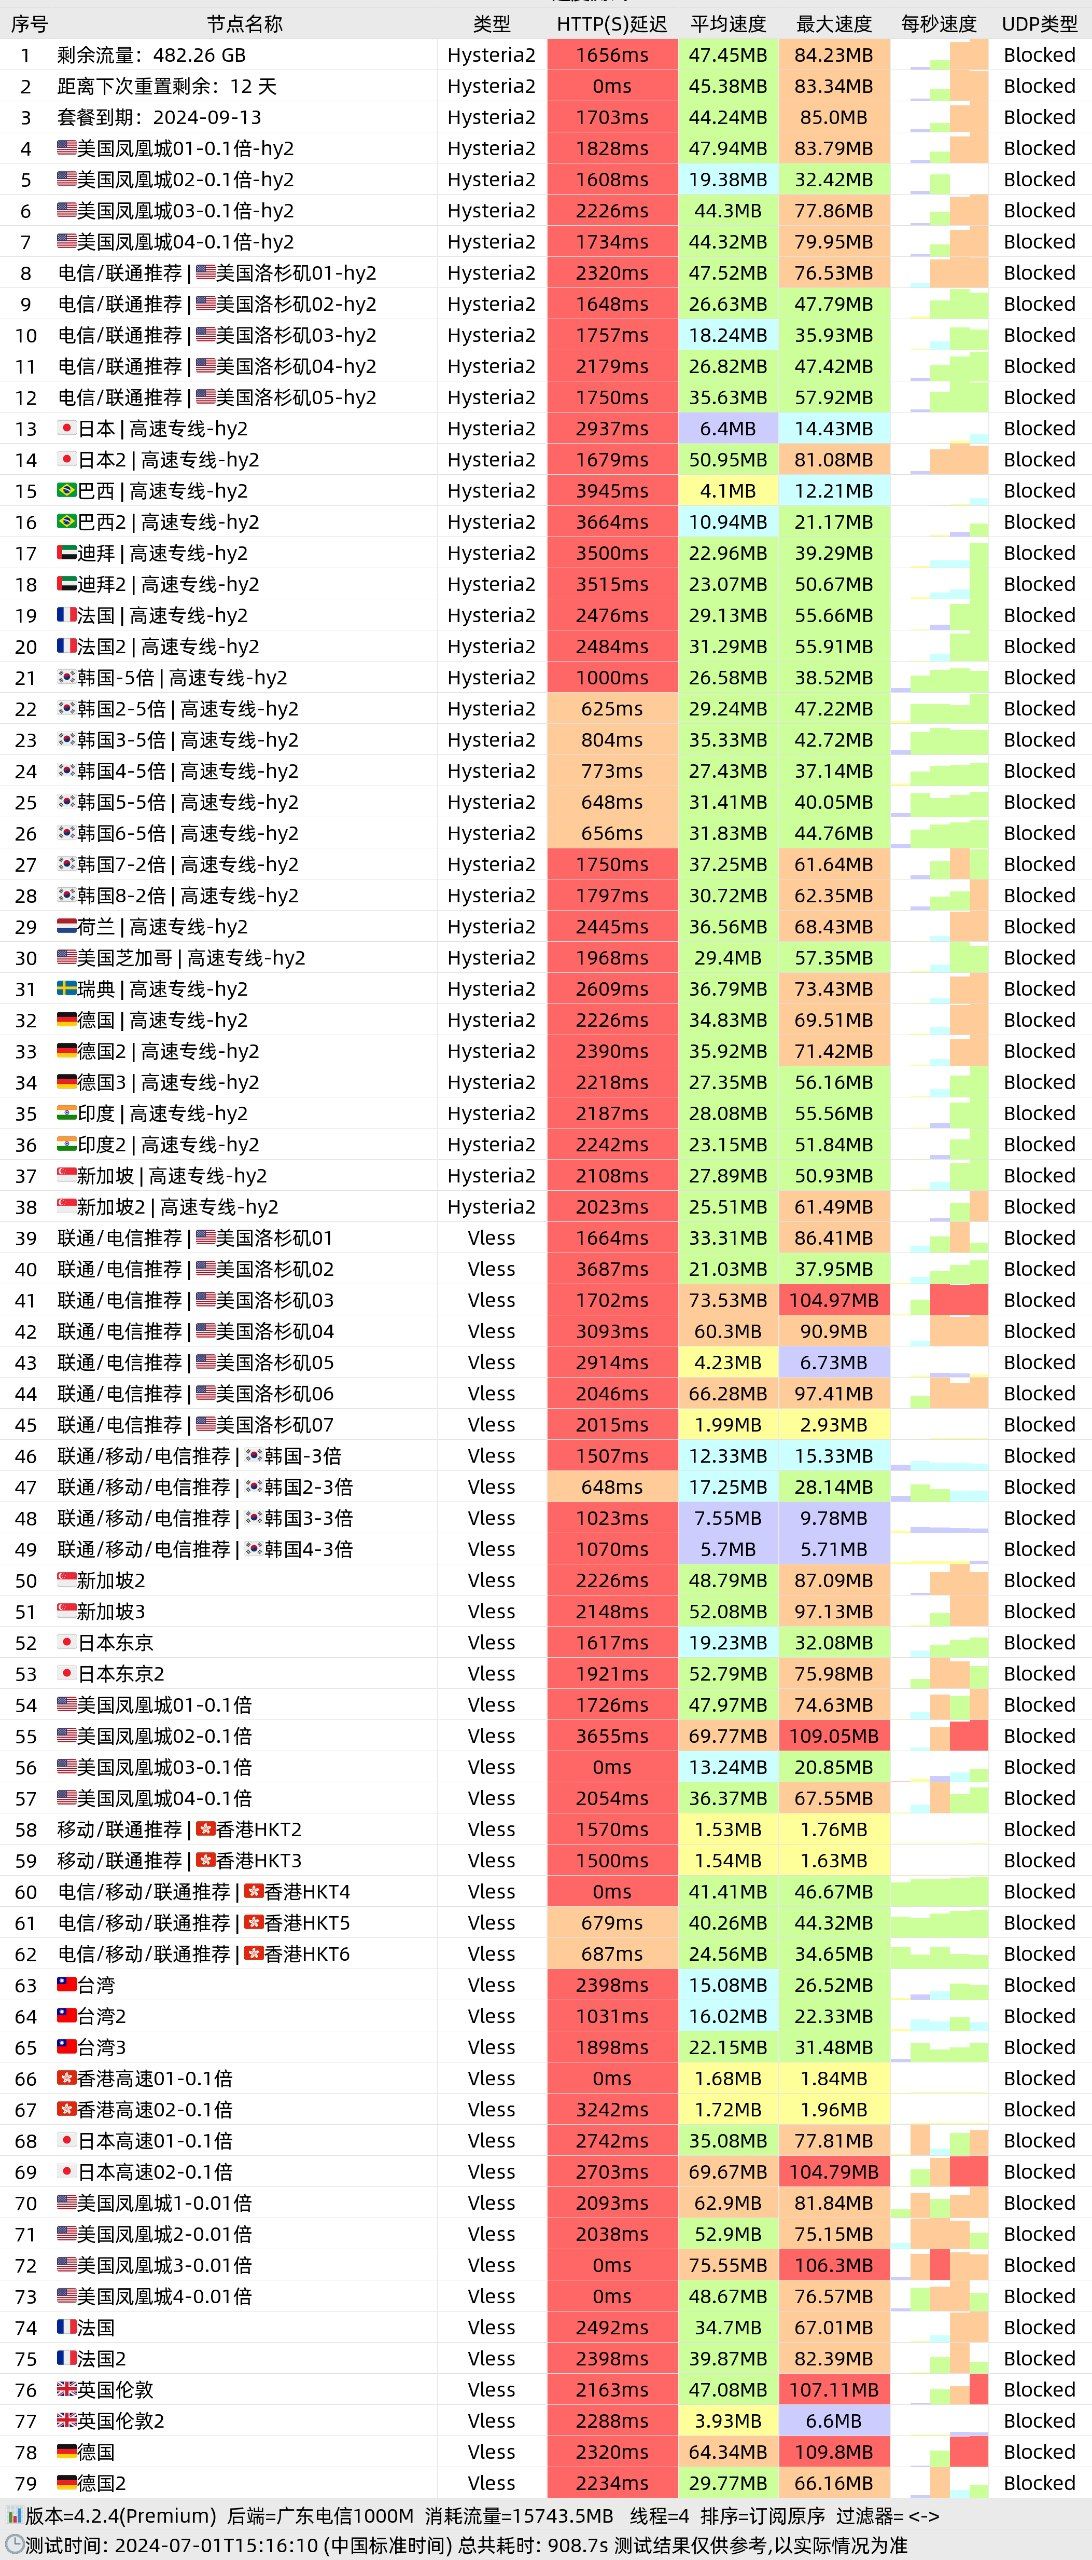 序号 节点名称 类型 HTTP(S)延迟 平均速度 最大速度 每秒速度 UDP类型
1 剩余流量：482.26 GB Hysteria2 1656ms 47.45MB 84.23MB Blocked
2 距离下次重置剩余：12 天 Hysteria2 0ms 45.38MB 83.34MB Blocked
3 套餐到期：2024-09-13 Hysteria2 1703ms 44.24MB 85.0MB Blocked
4 美国凤凰城01-0.1倍-hy2 Hysteria2 1828ms 47.94MB 83.79MB Blocked
5 美国凤凰城02-0.1倍-hy2 Hysteria2 1608ms 19.38MB 32.42MB Blocked
6 美国凤凰城03-0.1倍-hy2 Hysteria2 2226ms 44.3MB 77.86MB Blocked
7 美国凤凰城04-0.1倍-hy2 Hysteria2 1734ms 44.32MB 79.95MB Blocked
8 电信/联通推荐|美国洛杉矶01-hy2 Hysteria2 2320ms 47.52MB 76.53MB Blocked
9 电信/联通推荐|美国洛杉矶02-hy2 Hysteria2 1648ms 26.63MB 47.79MB Blocked
10 电信/联通推荐|美国洛杉矶03-hy2 Hysteria2 1757ms 18.24MB 35.93MB Blocked
11 电信/联通推荐|美国洛杉矶04-hy2 Hysteria2 2179ms 26.82MB 47.42MB Blocked
12 电信/联通推荐|美国洛杉矶05-hy2 Hysteria2 1750ms 35.63MB 57.92MB Blocked
13 日本|高速专线-hy2 Hysteria2 2937ms 6.4MB 14.43MB Blocked
14 日本2|高速专线-hy2 Hysteria2 1679ms 50.95MB 81.08MB Blocked
15 巴西|高速专线-hy2 Hysteria2 3945ms 4.1MB 12.21MB Blocked
16 巴西2|高速专线-hy2 Hysteria2 3664ms 10.94MB 21.17MB Blocked
17 迪拜|高速专线-hy2 Hysteria2 3500ms 22.96MB 39.29MB Blocked
18 迪拜2|高速专线-hy2 Hysteria2 3515ms 23.07MB 50.67MB Blocked
19 法国|高速专线-hy2 Hysteria2 2476ms 29.13MB 55.66MB Blocked
20 法国2|高速专线-hy2 Hysteria2 2484ms 31.29MB 55.91MB Blocked
21 韩国-5倍|高速专线-hy2 Hysteria2 1000ms 26.58MB 38.52MB Blocked
22 韩国2-5倍|高速专线-hy2 Hysteria2 625ms 29.24MB 47.22MB Blocked
23 韩国3-5倍|高速专线-hy2 Hysteria2 804ms 35.33MB 42.72MB Blocked
24 韩国4-5倍|高速专线-hy2 Hysteria2 773ms 27.43MB 37.14MB Blocked
25 韩国5-5倍|高速专线-hy2 Hysteria2 648ms 31.41MB 40.05MB Blocked
26 韩国6-5倍|高速专线-hy2 Hysteria2 656ms 31.83MB 44.76MB Blocked
27 韩国7-2倍|高速专线-hy2 Hysteria2 1750ms 37.25MB 61.64MB Blocked
28 韩国8-2倍|高速专线-hy2 Hysteria2 1797ms 30.72MB 62.35MB Blocked
29 荷兰|高速专线-hy2 Hysteria2 2445ms 36.56MB 68.43MB Blocked
30 美国芝加哥|高速专线-hy2 Hysteria2 1968ms 29.4MB 57.35MB Blocked
31 瑞典|高速专线-hy2 Hysteria2 2609ms 36.79MB 73.43MB Blocked
32 德国|高速专线-hy2 Hysteria2 2226ms 34.83MB 69.51MB Blocked
33 德国2|高速专线-hy2 Hysteria2 2390ms 35.92MB 71.42MB Blocked
34 德国3|高速专线-hy2 Hysteria2 2218ms 27.35MB 56.16MB Blocked
35 印度|高速专线-hy2 Hysteria2 2187ms 28.08MB 55.56MB Blocked
36 印度2|高速专线-hy2 Hysteria2 2242ms 23.15MB 51.84MB Blocked
37 新加坡|高速专线-hy2 Hysteria2 2108ms 27.89MB 50.93MB Blocked
38 新加坡2|高速专线-hy2 Hysteria2 2023ms 25.51MB 61.49MB Blocked
39 联通/电信推荐|美国洛杉矶01 Vless 1664ms 33.31MB 86.41MB Blocked
40 联通/电信推荐|美国洛杉矶02 Vless 3687ms 21.03MB 37.95MB Blocked
41 联通/电信推荐|美国洛杉矶03 Vless 1702ms 73.53MB 104.97MB Blocked
42 联通/电信推荐|美国洛杉矶04 Vless 3093ms 60.3MB 90.9MB Blocked
43 联通/电信推荐|美国洛杉矶05 Vless 2914ms 4.23MB 6.73MB Blocked
44 联通/电信推荐|美国洛杉矶06 Vless 2046ms 66.28MB 97.41MB Blocked
45 联通/电信推荐|美国洛杉矶07 Vless 2015ms 1.99MB 2.93MB Blocked
46 联通/移动/电信推荐|韩国-3倍 Vless 1507ms 12.33MB 15.33MB Blocked
47 联通/移动/电信推荐|韩国2-3倍 Vless 648ms 17.25MB 28.14MB Blocked
48 联通/移动/电信推荐|韩国3-3倍 Vless 1023ms 7.55MB 9.78MB Blocked
49 联通/移动/电信推荐|韩国4-3倍 Vless 1070ms 5.7MB 5.71MB Blocked
50 新加坡2 Vless 2226ms 48.79MB 87.09MB Blocked
51 新加坡3 Vless 2148ms 52.08MB 97.13MB Blocked
52 日本东京 Vless 1617ms 19.23MB 32.08MB Blocked
53 日本东京2 Vless 1921ms 52.79MB 75.98MB Blocked
54 美国凤凰城01-0.1倍 Vless 1726ms 47.97MB 74.63MB Blocked
55 美国凤凰城02-0.1倍 Vless 3655ms 69.77MB 109.05MB Blocked
56 美国凤凰城03-0.1倍 Vless 0ms 13.24MB 20.85MB Blocked
57 美国凤凰城04-0.1倍 Vless 2054ms 36.37MB 67.55MB Blocked
58 移动/联通推荐|香港HKT2 Vless 1570ms 1.53MB 1.76MB Blocked
59 移动/联通推荐|香港HKT3 Vless 1500ms 1.54MB 1.63MB Blocked
60 电信/移动/联通推荐|香港HKT4 Vless 0ms 41.41MB 46.67MB Blocked
61 电信/移动/联通推荐|香港HKT5 Vless 679ms 40.26MB 44.32MB Blocked
62 电信/移动/联通推荐|香港HKT6 Vless 687ms 24.56MB 34.65MB Blocked
63 台湾 Vless 2398ms 15.08MB 26.52MB Blocked
64 台湾2 Vless 1031ms 16.02MB 22.33MB Blocked
65 台湾3 Vless 1898ms 22.15MB 31.48MB Blocked
66 香港高速01-0.1倍 Vless 0ms 1.68MB 1.84MB Blocked
67 香港高速02-0.1倍 Vless 3242ms 1.72MB 1.96MB Blocked
68 日本高速01-0.1倍 Vless 2742ms 35.08MB 77.81MB Blocked
69 日本高速02-0.1倍 Vless 2703ms 69.67MB 104.79MB Blocked
70 美国凤凰城1-0.01倍 Vless 2093ms 62.9MB 81.84MB Blocked
71 美国凤凰城2-0.01倍 Vless 2038ms 52.9MB 75.15MB Blocked
72 美国凤凰城3-0.01倍 Vless 0ms 75.55MB 106.3MB Blocked
73 美国凤凰城4-0.01倍 Vless 0ms 48.67MB 76.57MB Blocked
74 法国 Vless 2492ms 34.7MB 67.01MB Blocked
75 法国2 Vless 2398ms 39.87MB 82.39MB Blocked
76 英国伦敦 Vless 2163ms 47.08MB 107.11MB Blocked
77 英国伦敦2 Vless 2288ms 3.93MB 6.6MB Blocked
78 德国 Vless 2320ms 64.34MB 109.8MB Blocked
79 德国2 Vless 2234ms 29.77MB 66.16MB Blocked
版本=4.2.4(Premium) 后端=广东电信1000M 消耗流量=15743.5MB 线程=4 排序=订阅原序 过滤器= <->
测试时间: 2024-07-01T15:16:10 (中国标准时间) 总共耗时: 908.7s 测试结果仅供参考,以实际情况为准